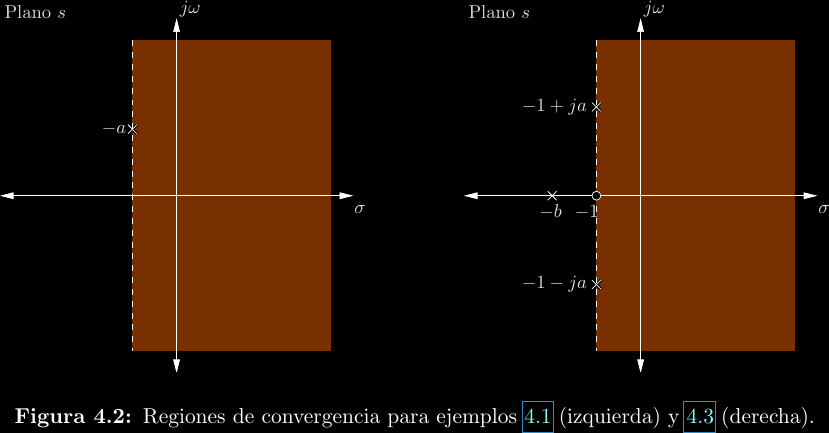 Plano s
jω
−a
σ
Plano s
jω
−1 + ja
−b
−1
−1 − ja
σ
Figura 4.2: Regiones de convergencia para ejemplos 4.1 (izquierda) y 4.3 (derecha).